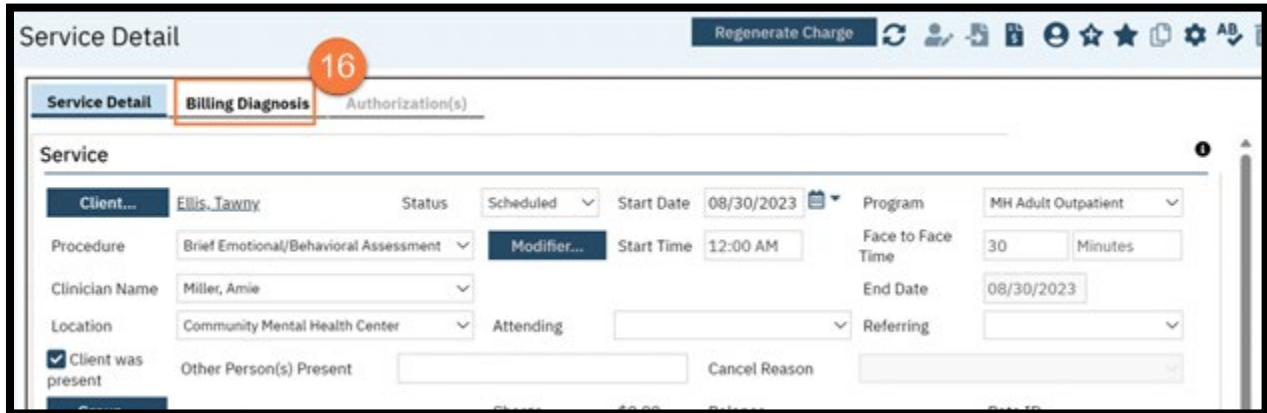 Service Detail Regenerate Charge
16
Service Detail Billing Diagnosis Authorization(s)
Service
Client... Ellis, Tawny Status Scheduled Start Date 08/30/2023 Program MH Adult Outpatient
Procedure Brief Emotional/Behavioral Assessment Modifier... Start Time 12:00 AM Face to Face Time 30 Minutes
Clinician Name Miller, Amie End Date 08/30/2023
Location Community Mental Health Center Attending Referring
Client was present Other Person(s) Present Cancel Reason